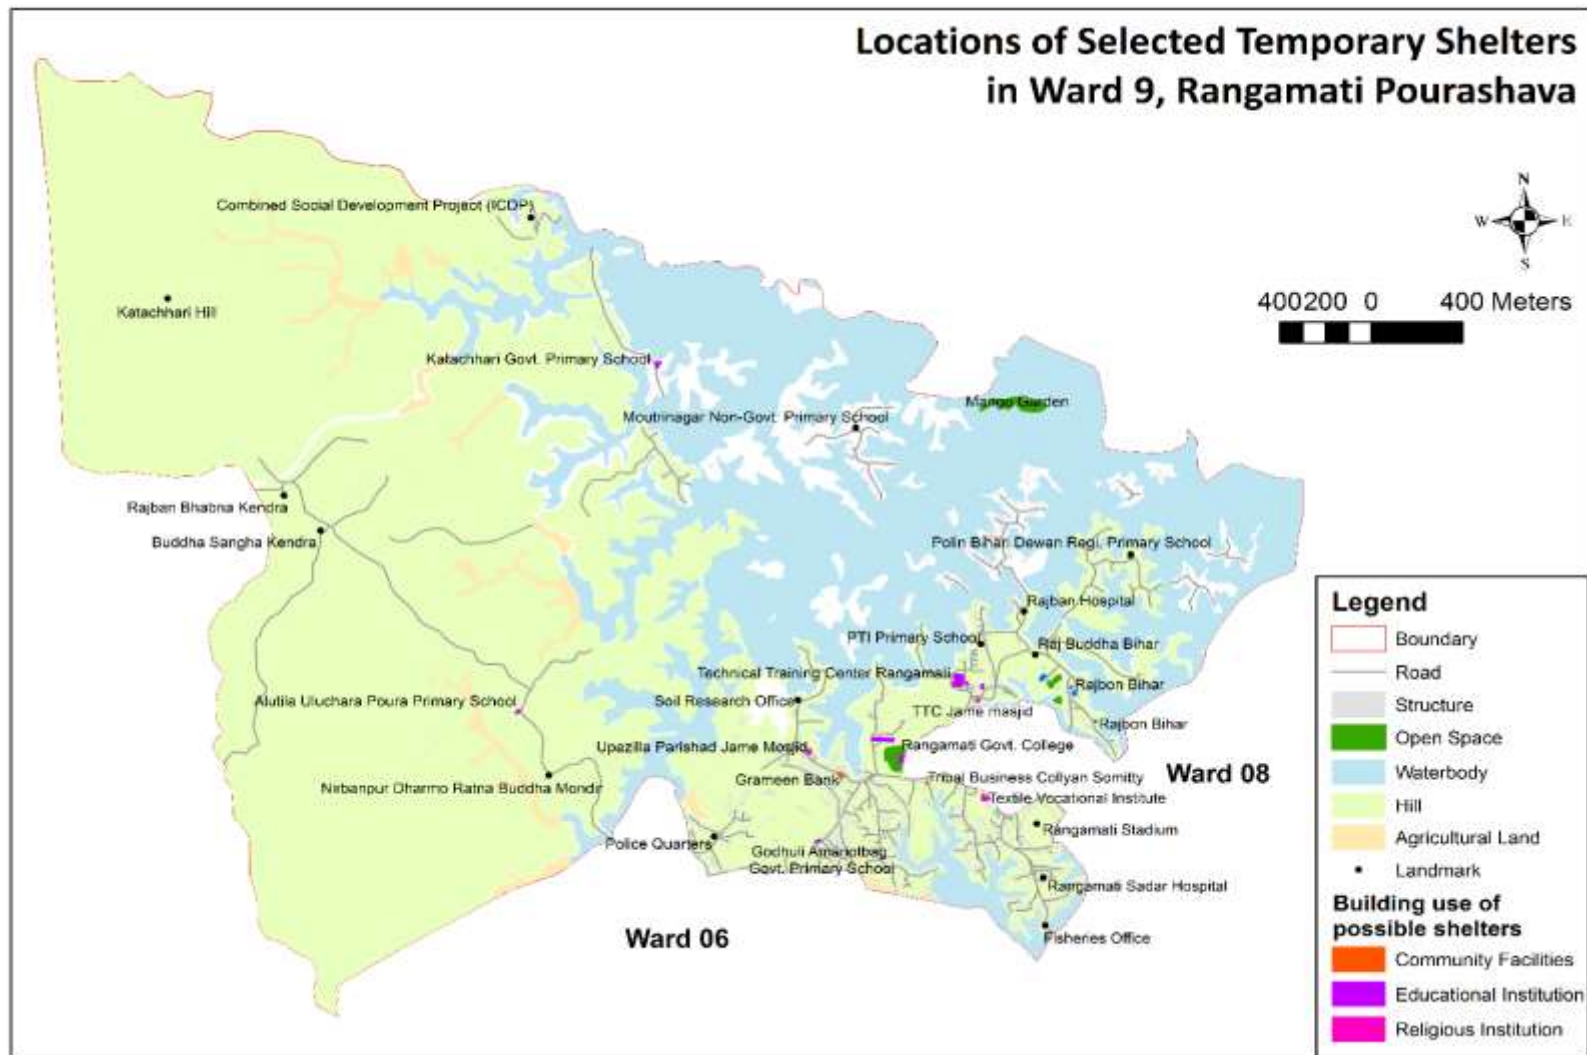 Locations of Selected Temporary Shelters
in Ward 9, Rangamati Pourashava
N
W E
S
400200 0 400 Meters
Combined Social Development Project (ICDP)
Katachhari Hill
Katachhari Govt. Primary School
Mango Garden
Moutrinagar Non-Govt. Primary School
Rajban Bhabna Kendra
Buddha Sangha Kendra
Polin Bihari Dewan Regi. Primary School
Rajban Hospital
PTI Primary School
Raj Buddha Bihar
Technical Training Center Rangamati
Rajbon Bihar
Alutila Uluchara Poura Primary School
Soil Research Office
TTC Jame masjid
Rajbon Bihar
Upazilla Parishad Jame Mosjid
Rangamati Govt. College
Grameen Bank
Tribal Business Collyan Somitty
Ward 08
Nirbanpur Dharmo Ratna Buddha Mondir
Textile Vocational Institute
Rangamati Stadium
Police Quarters
Godhuli Amanotbag
Govt. Primary School
Rangamati Sadar Hospital
Ward 06
Fisheries Office
Legend
Boundary
Road
Structure
Open Space
Waterbody
Hill
Agricultural Land
Landmark
Building use of
possible shelters
Community Facilities
Educational Institution
Religious Institution